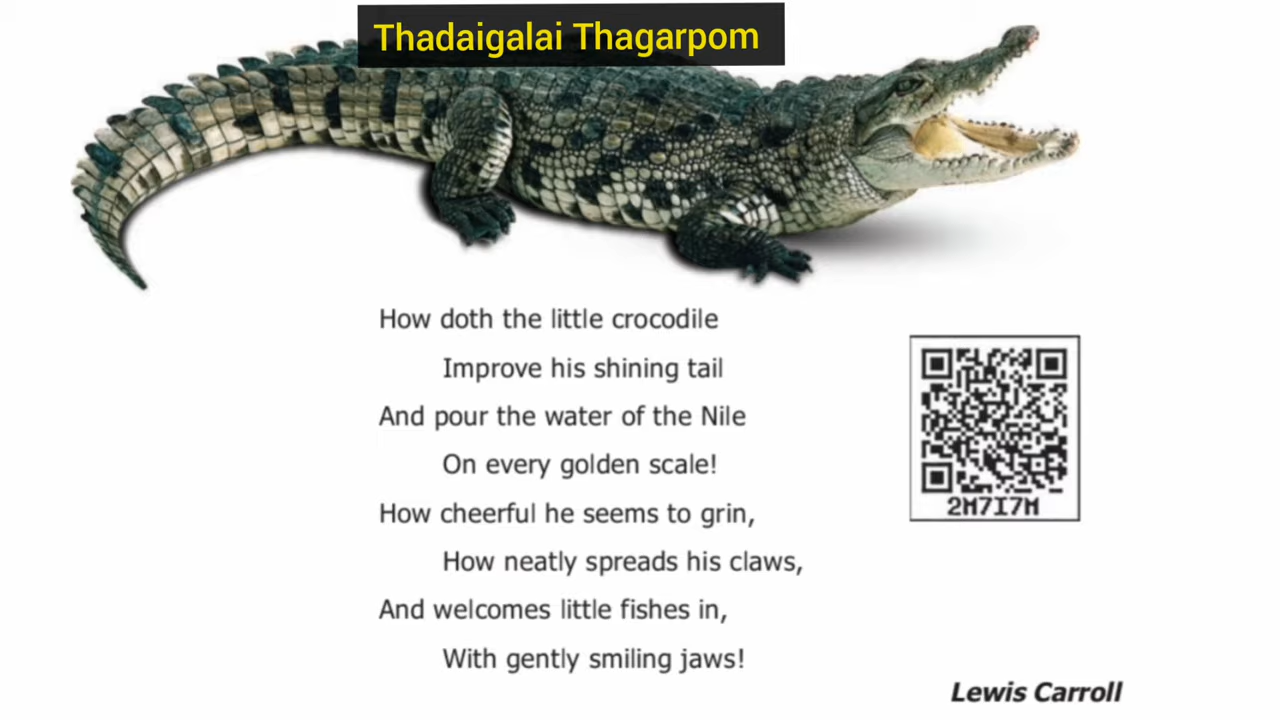 Thadaigalai Thagarpom
How doth the little crocodile
Improve his shining tail
And pour the water of the Nile
On every golden scale!
How cheerful he seems to grin,
How neatly spreads his claws,
And welcomes little fishes in,
With gently smiling jaws!
2M7I7M
Lewis Carroll